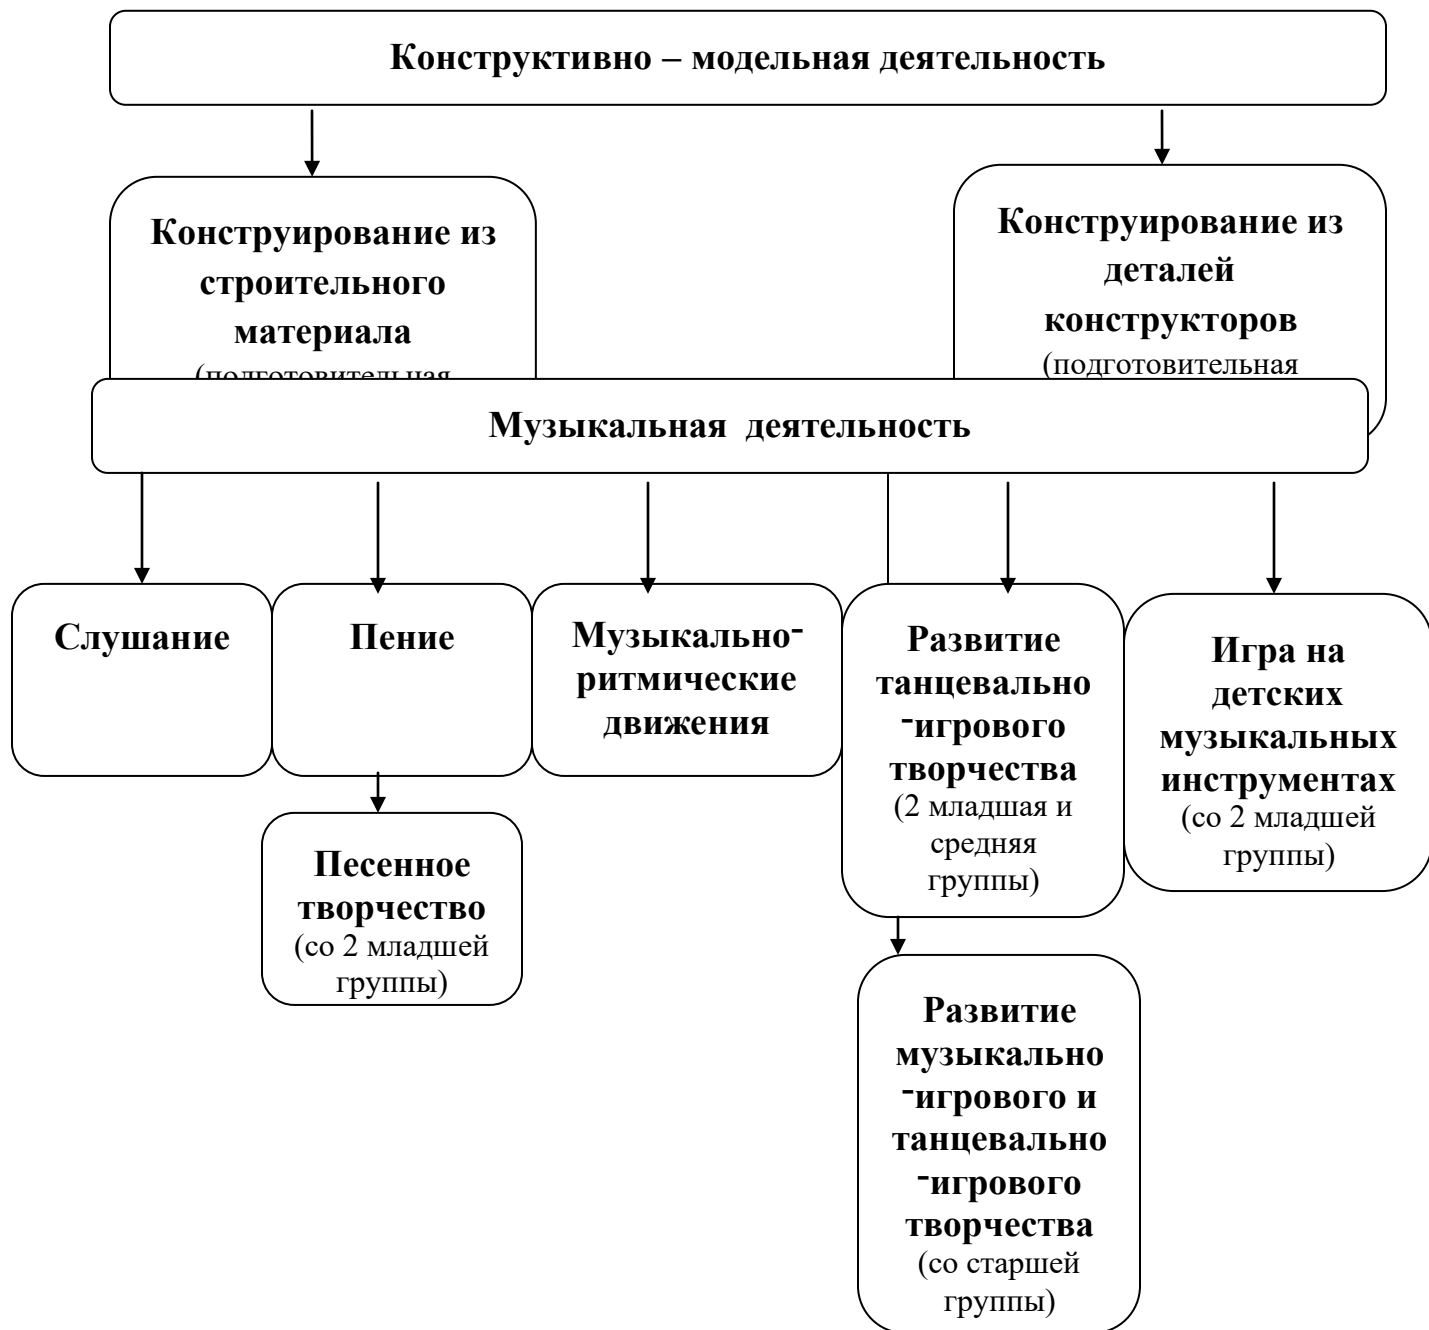 Конструктивно – модельная деятельность
Конструирование из
строительного
материала
(подготовительная
Конструирование из
деталей
конструкторов
(подготовительная
Музыкальная деятельность
Слушание
Пение
Музыкально-
ритмические
движения
Развитие
танцевально
-игрового
творчества
(2 младшая и
средняя
группы)
Игра на
детских
музыкальных
инструментах
(со 2 младшей
группы)
Песенное
творчество
(со 2 младшей
группы)
Развитие
музыкально
-игрового и
танцевально
-игрового
творчества
(со старшей
группы)